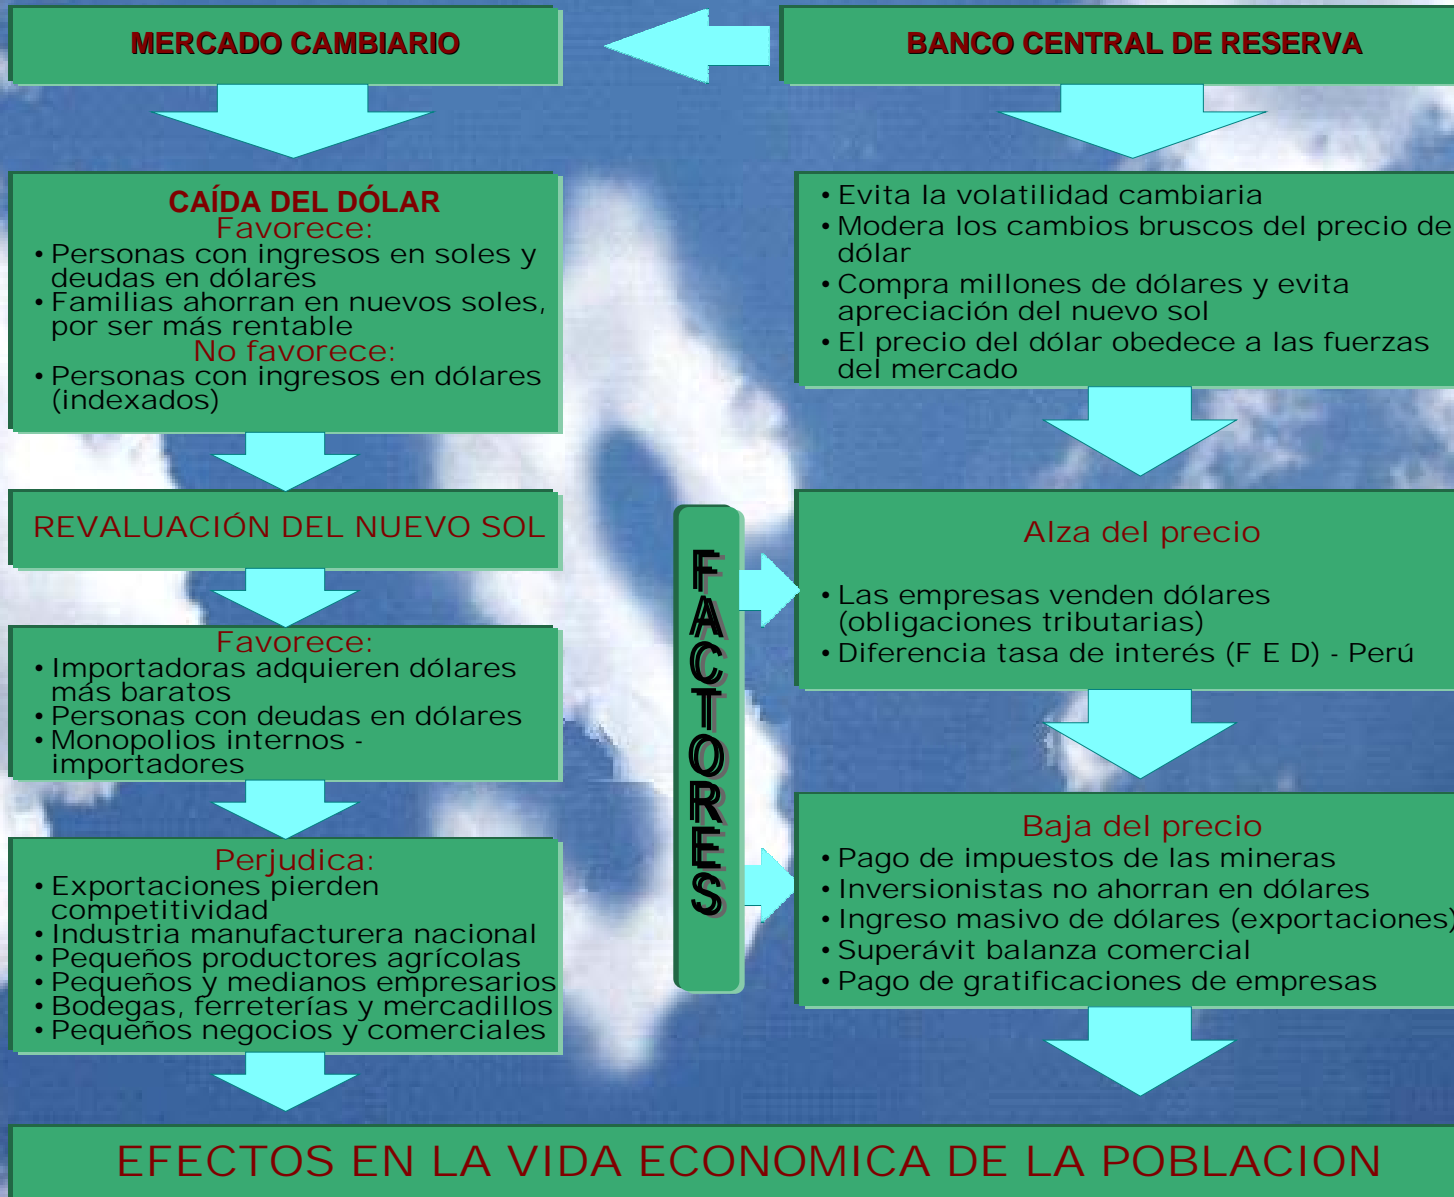 MERCADO CAMBIARIO
BANCO CENTRAL DE RESERVA
CAÍDA DEL DÓLAR
Favorece:
• Personas con ingresos en soles y
deudas en dólares
• Familias ahorran en nuevos soles,
por ser más rentable
No favorece:
• Personas con ingresos en dólares
(indexados)
REVALUACIÓN DEL NUEVO SOL
Favorece:
• Importadoras adquieren dólares
más baratos
• Personas con deudas en dólares
• Monopolios internos -
importadores
Perjudica:
• Exportaciones pierden
competitividad
• Industria manufacturera nacional
• Pequeños productores agrícolas
• Pequeños y medianos empresarios
• Bodegas, ferreterías y mercadillos
• Pequeños negocios y comerciales
• Evita la volatilidad cambiaria
• Modera los cambios bruscos del precio de
dólar
• Compra millones de dólares y evita
apreciación del nuevo sol
• El precio del dólar obedece a las fuerzas
del mercado
FACTORES
Alza del precio
• Las empresas venden dólares
(obligaciones tributarias)
• Diferencia tasa de interés (F E D) - Perú
Baja del precio
• Pago de impuestos de las mineras
• Inversionistas no ahorran en dólares
• Ingreso masivo de dólares (exportaciones)
• Superávit balanza comercial
• Pago de gratificaciones de empresas
EFECTOS EN LA VIDA ECONOMICA DE LA POBLACION